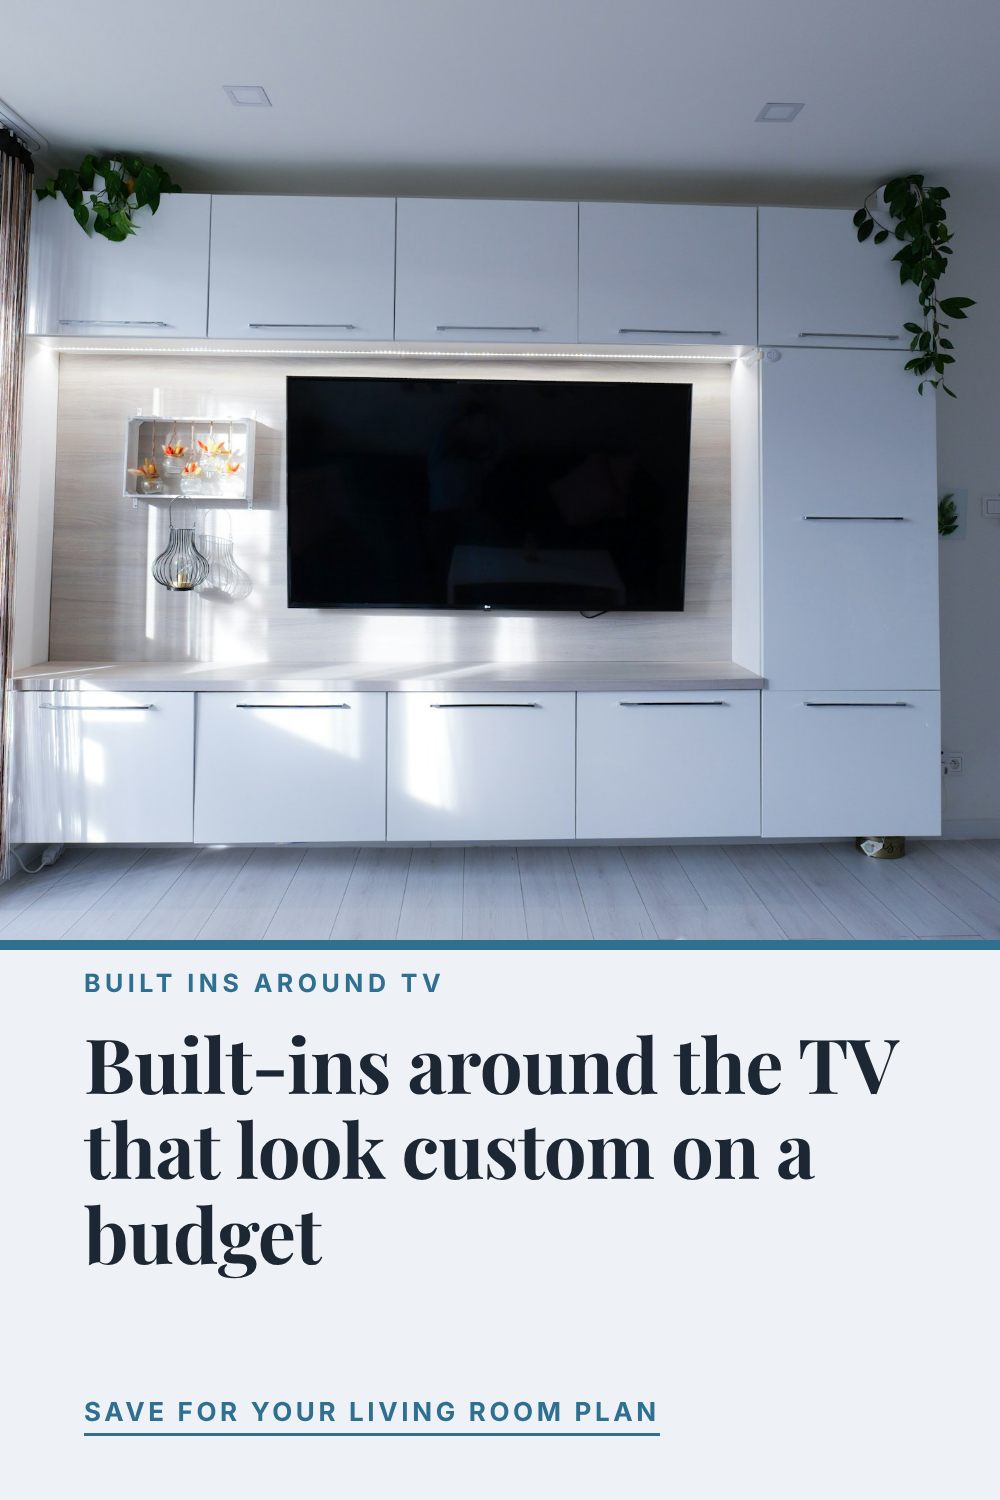 BUILT INS AROUND TV
Built-ins around the TV
that look custom on a
budget
SAVE FOR YOUR LIVING ROOM PLAN